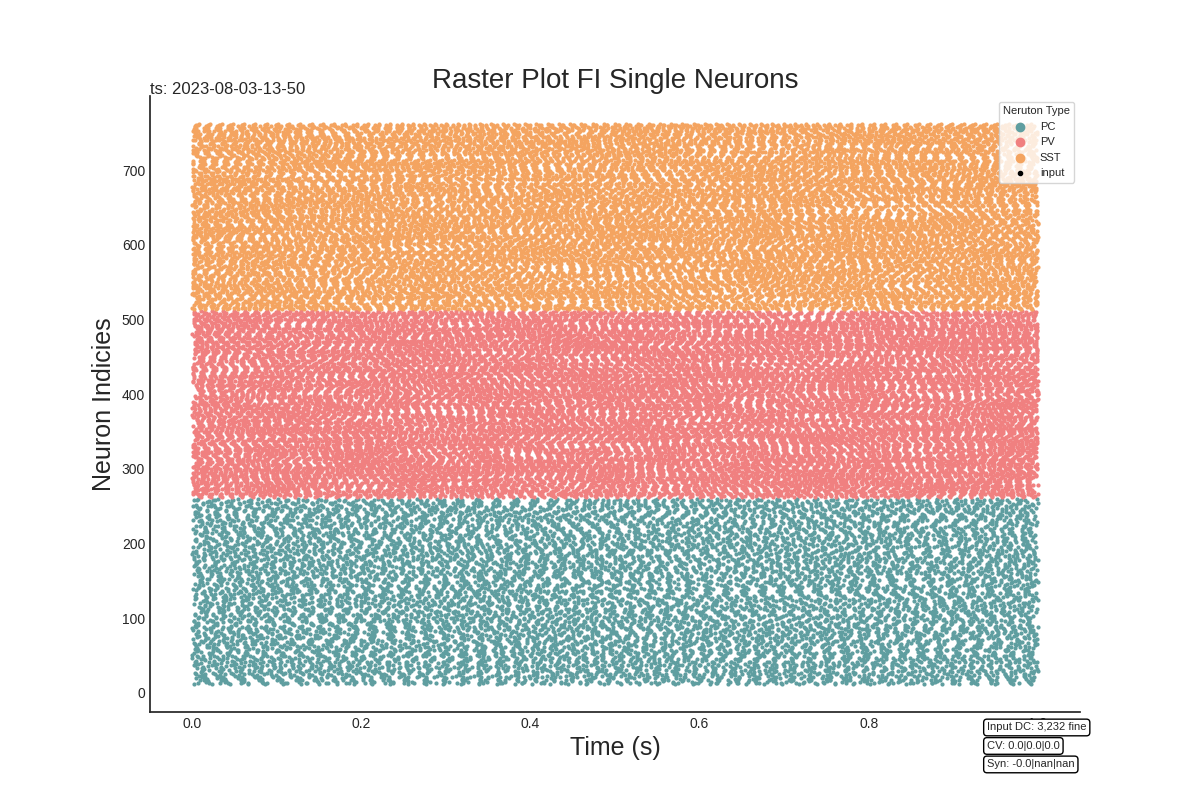 Raster Plot FI Single Neurons
ts: 2023-08-03-13-50
Neruton Type
PC
PV
SST
input
700
600
500
400
300
200
100
0
Neuron Indicies
0.0 0.2 0.4 0.6 0.8
Time (s)
Input DC: 3,232 fine
CV: 0.0|0.0|0.0
Syn: -0.0|nan|nan